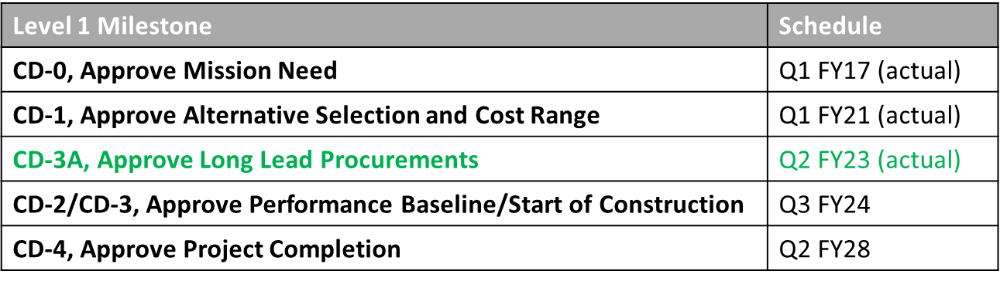 Level 1 Milestone Schedule
CD-0, Approve Mission Need Q1 FY17 (actual)
CD-1, Approve Alternative Selection and Cost Range Q1 FY21 (actual)
CD-3A, Approve Long Lead Procurements Q2 FY23 (actual)
CD-2/CD-3, Approve Performance Baseline/Start of Construction Q3 FY24
CD-4, Approve Project Completion Q2 FY28